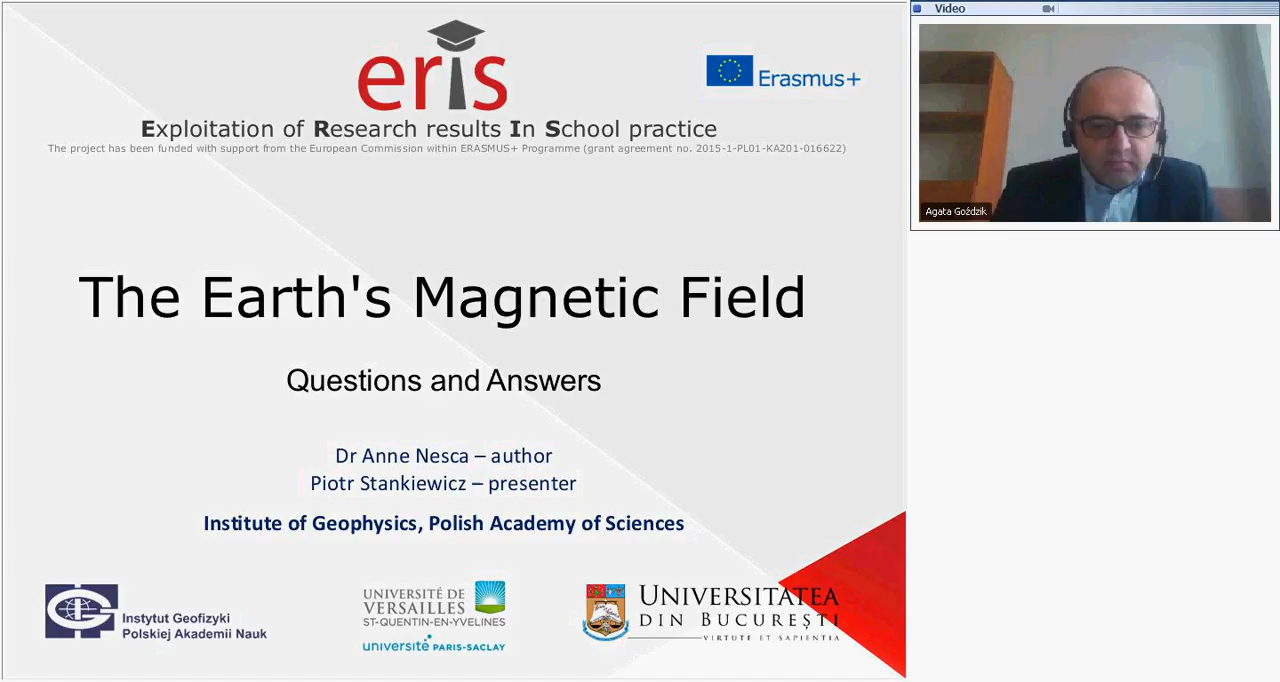 eris
Erasmus+
Exploitation of Research results In School practice
The project has been funded with support from the European Commission within ERASMUS+ Programme (grant agreement no. 2015-1-PL01-KA201-016622)
The Earth's Magnetic Field
Questions and Answers
Dr Anne Nesca – author
Piotr Stankiewicz – presenter
Institute of Geophysics, Polish Academy of Sciences
Instytut Geofizyki
Polskiej Akademii Nauk
UNIVERSITÉ DE
VERSAILLES
ST-QUENTIN-EN-YVELINES
université PARIS-SACLAY
UNIVERSITATEA
DIN BUCUREȘTI
VIRTUTE ET SAPIENTIA
Video
Agata Goździk